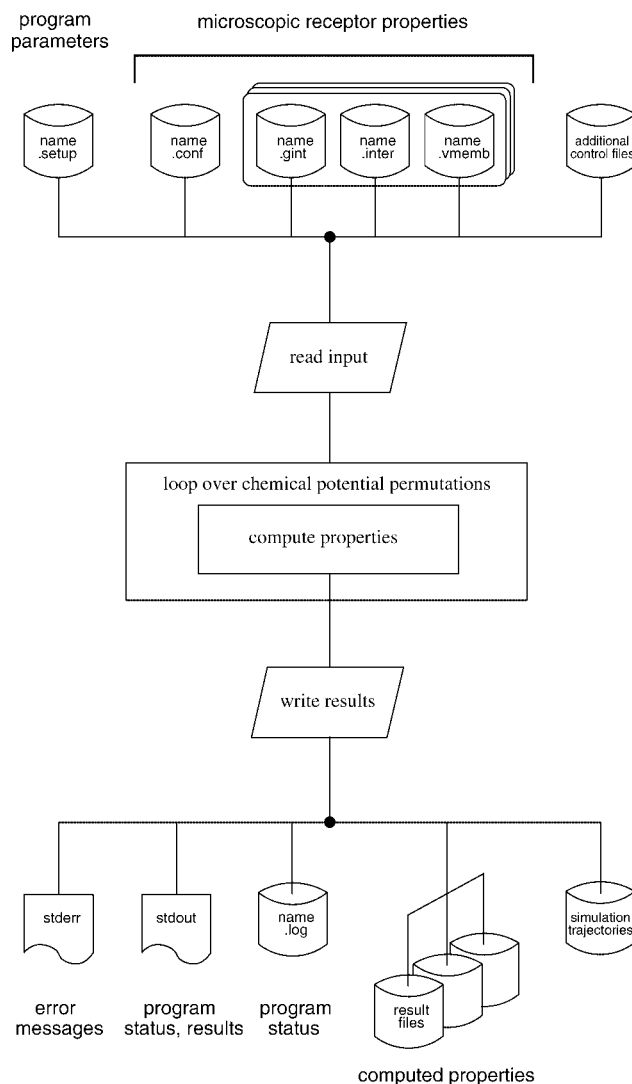 program
parameters
microscopic receptor properties
name
.setup
name
.conf
name
.gint
name
.inter
name
.vmemb
additional
control files
read input
loop over chemical potential permutations
compute properties
write results
stderr
stdout
name
.log
result
files
simulation
trajectories
error
messages
program
status, results
program
status
computed properties